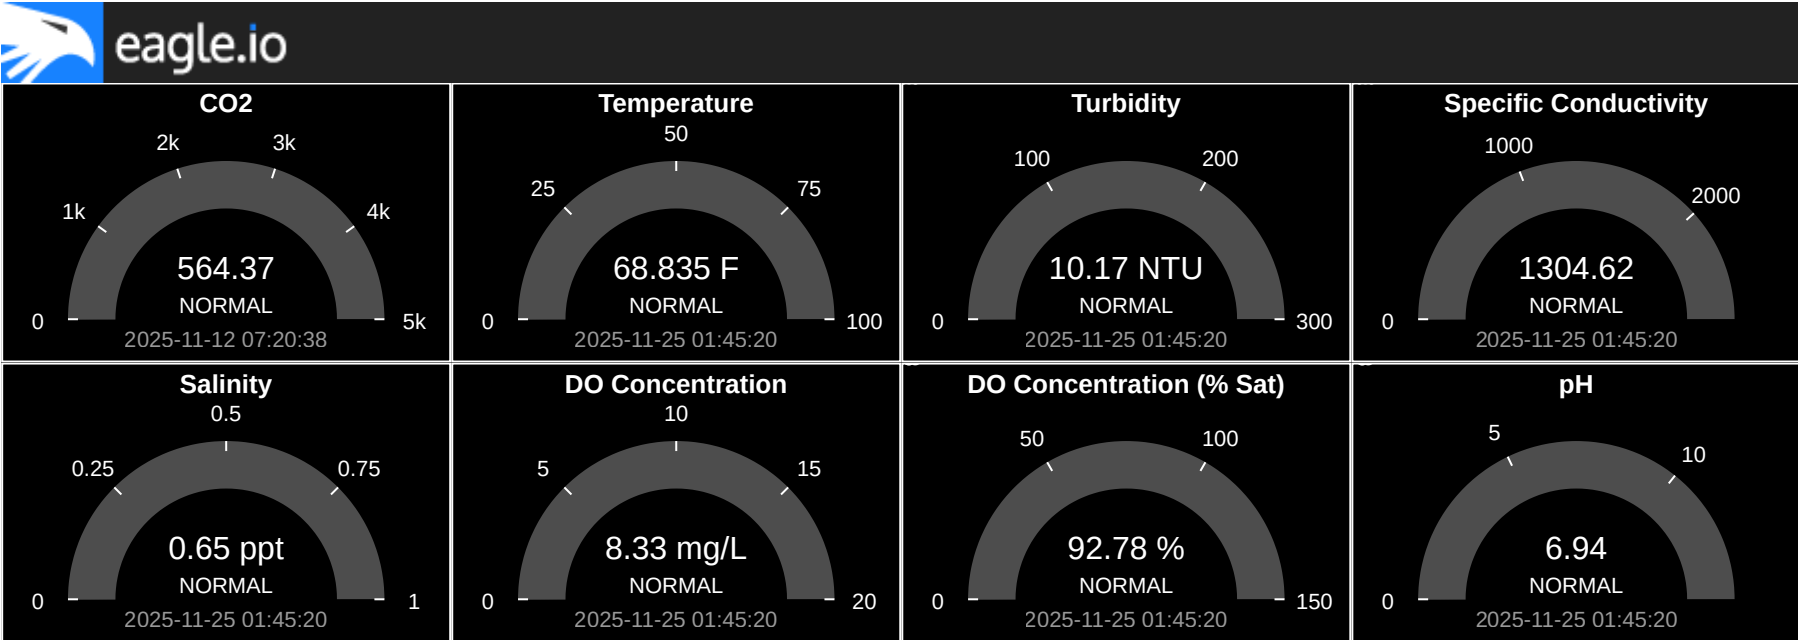 eagle.io
CO2
2k 3k
1k 4k
564.37
NORMAL
0 5k
2025-11-12 07:20:38
Temperature
50
25 75
68.835 F
NORMAL
0 100
2025-11-25 01:45:20
Turbidity
100 200
10.17 NTU
NORMAL
0 300
2025-11-25 01:45:20
Specific Conductivity
1000
2000
1304.62
NORMAL
0
2025-11-25 01:45:20
Salinity
0.5
0.25 0.75
0.65 ppt
NORMAL
0 1
2025-11-25 01:45:20
DO Concentration
10
5 15
8.33 mg/L
NORMAL
0 20
2025-11-25 01:45:20
DO Concentration (% Sat)
50 100
92.78 %
NORMAL
0 150
2025-11-25 01:45:20
pH
5
10
6.94
NORMAL
0
2025-11-25 01:45:20